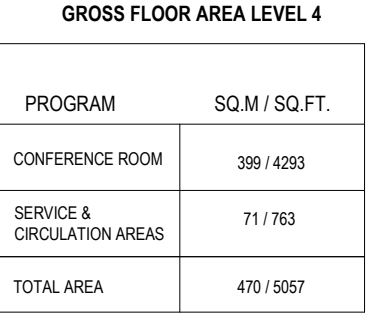 GROSS FLOOR AREA LEVEL 4
PROGRAM SQ.M / SQ.FT.
CONFERENCE ROOM 399 / 4293
SERVICE &
CIRCULATION AREAS 71 / 763
TOTAL AREA 470 / 5057